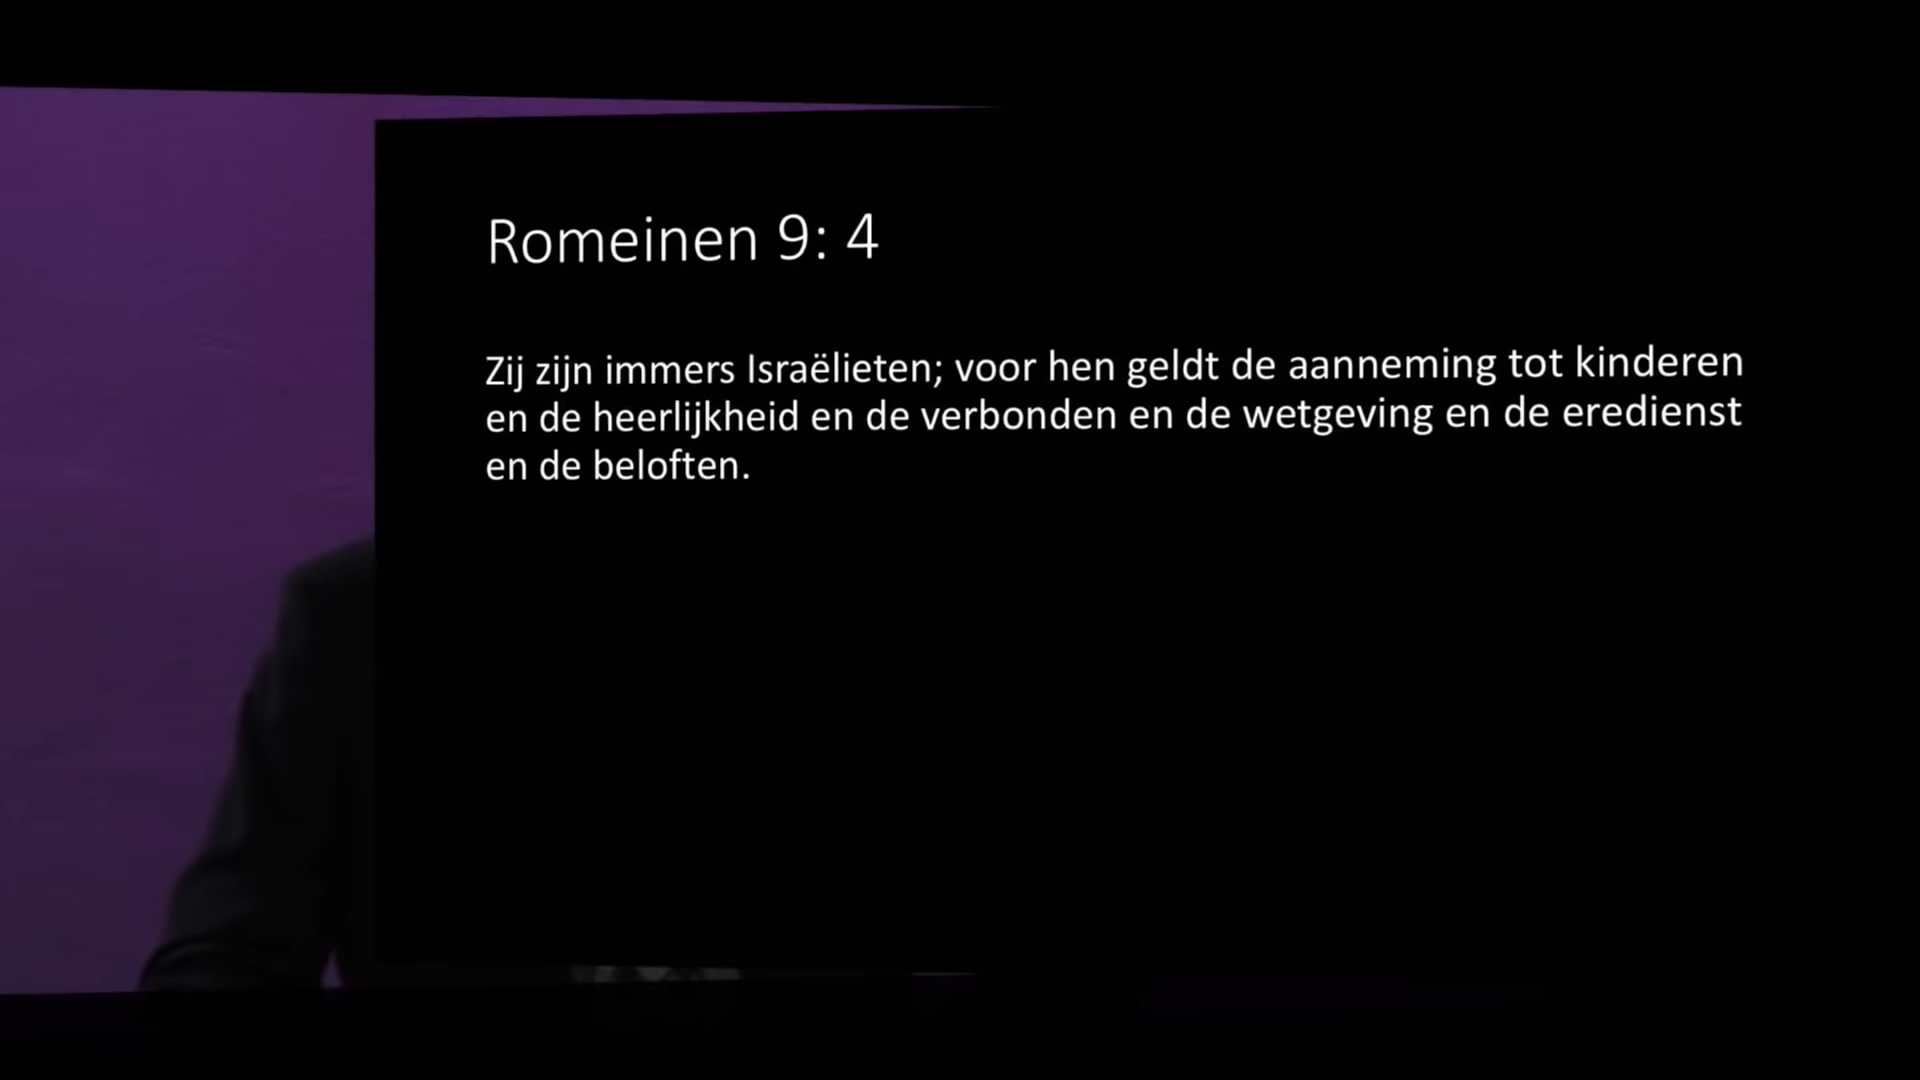 Romeinen 9: 4
Zij zijn immers Israëlieten; voor hen geldt de aanneming tot kinderen
en de heerlijkheid en de verbonden en de wetgeving en de eredienst
en de beloften.